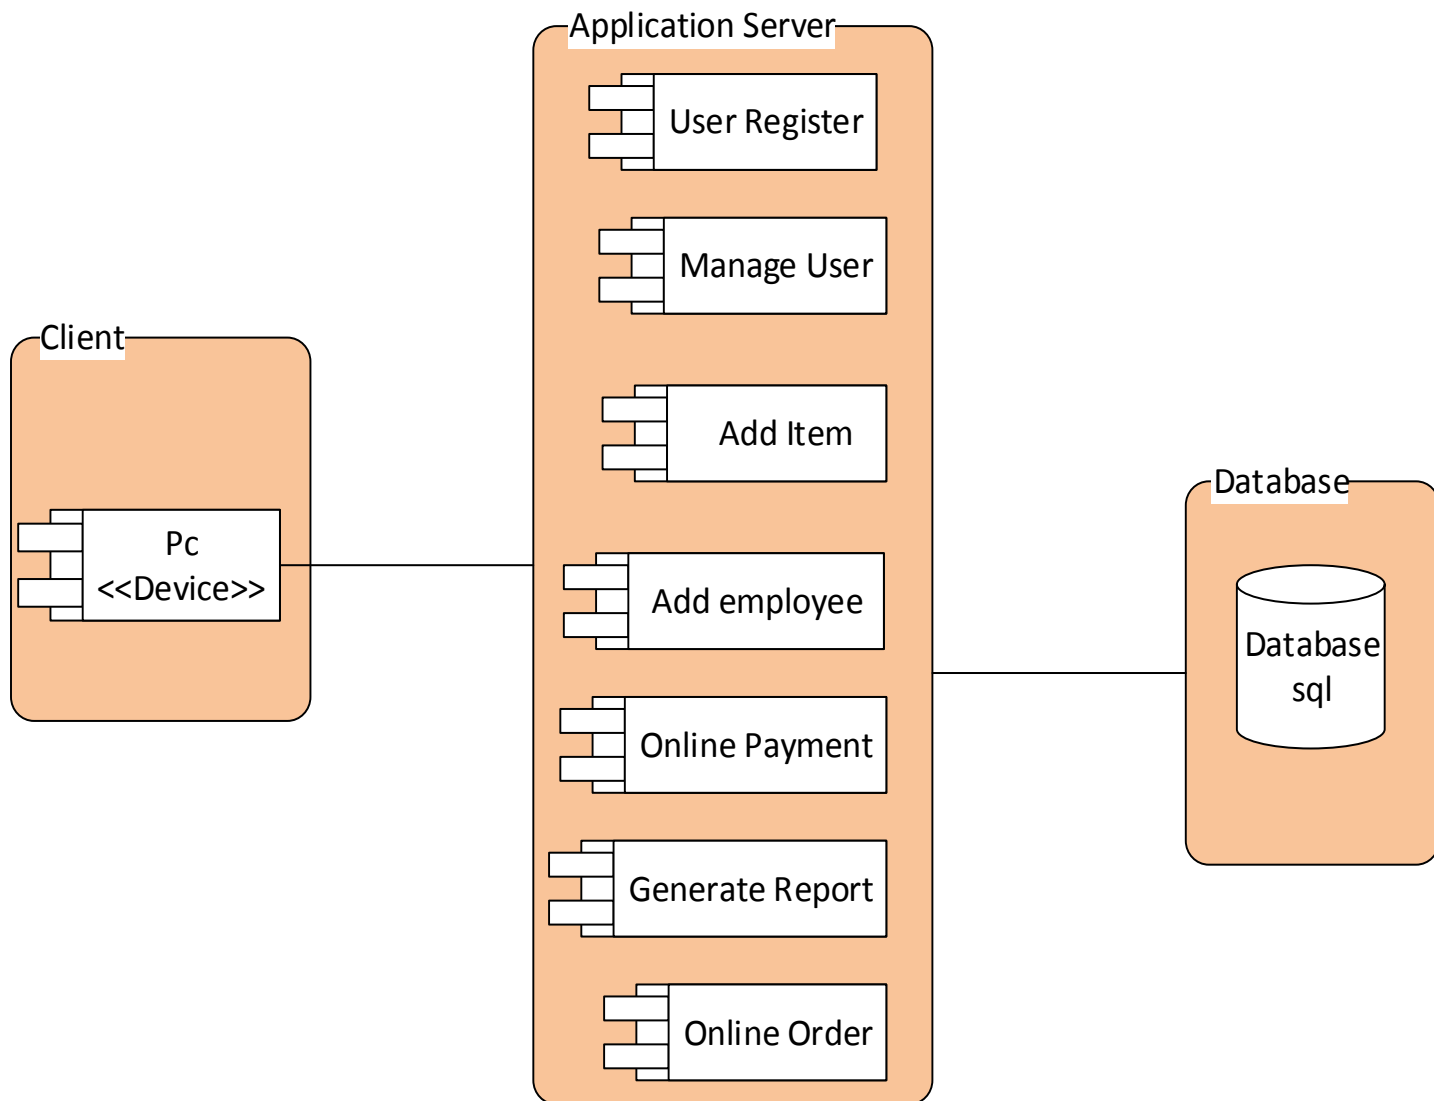 Application Server
User Register
Manage User
Client
Add Item
Database
Pc
<<Device>>
Add employee
Database
sql
Online Payment
Generate Report
Online Order